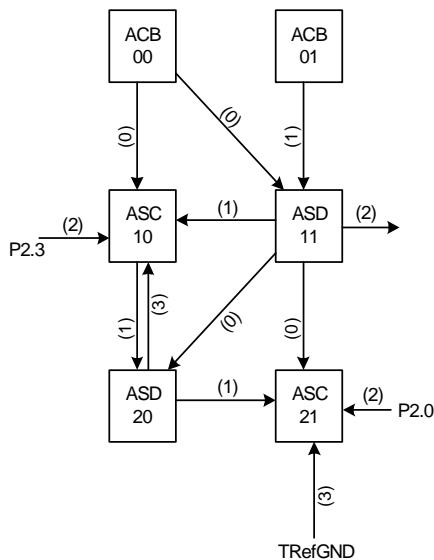 ACB
00
ACB
01
(0)
(0)
(1)
ASC
10
(1)
ASD
11
(2)
(2)
P2.3
(1)
(3)
(0)
(0)
ASD
20
(1)
ASC
21
(2)
P2.0
(3)
TRefGND